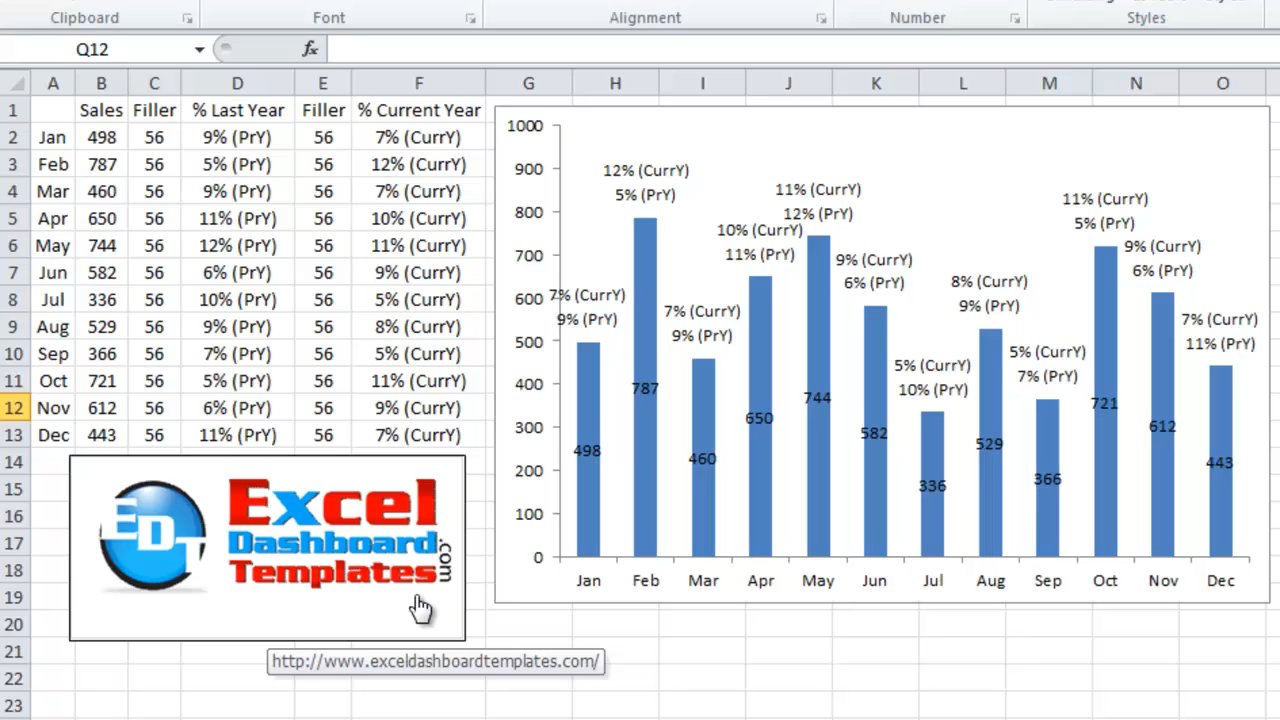 Clipboard Font Alignment Number Styles
Q12 fx
A B C D E F G H I J K L M N O
1 Sales Filler % Last Year Filler % Current Year
2 Jan 498 56 9% (PrY) 56 7% (CurrY)
3 Feb 787 56 5% (PrY) 56 12% (CurrY)
4 Mar 460 56 9% (PrY) 56 7% (CurrY)
5 Apr 650 56 11% (PrY) 56 10% (CurrY)
6 May 744 56 12% (PrY) 56 11% (CurrY)
7 Jun 582 56 6% (PrY) 56 9% (CurrY)
8 Jul 336 56 10% (PrY) 56 5% (CurrY)
9 Aug 529 56 9% (PrY) 56 8% (CurrY)
10 Sep 366 56 7% (PrY) 56 5% (CurrY)
11 Oct 721 56 5% (PrY) 56 11% (CurrY)
12 Nov 612 56 6% (PrY) 56 9% (CurrY)
13 Dec 443 56 11% (PrY) 56 7% (CurrY)
14
15
16
17
18
19
20
21
22
23
EDT
Excel
Dashboard
Templates
.com
http://www.exceldashboardtemplates.com/
1000
900
800
700
600
500
400
300
200
100
0
7% (CurrY)
9% (PrY)
498
12% (CurrY)
5% (PrY)
787
7% (CurrY)
9% (PrY)
460
10% (CurrY)
11% (PrY)
650
11% (CurrY)
12% (PrY)
744
9% (CurrY)
6% (PrY)
582
5% (CurrY)
10% (PrY)
336
8% (CurrY)
9% (PrY)
529
5% (CurrY)
7% (PrY)
366
11% (CurrY)
5% (PrY)
721
9% (CurrY)
6% (PrY)
612
7% (CurrY)
11% (PrY)
443
Jan Feb Mar Apr May Jun Jul Aug Sep Oct Nov Dec